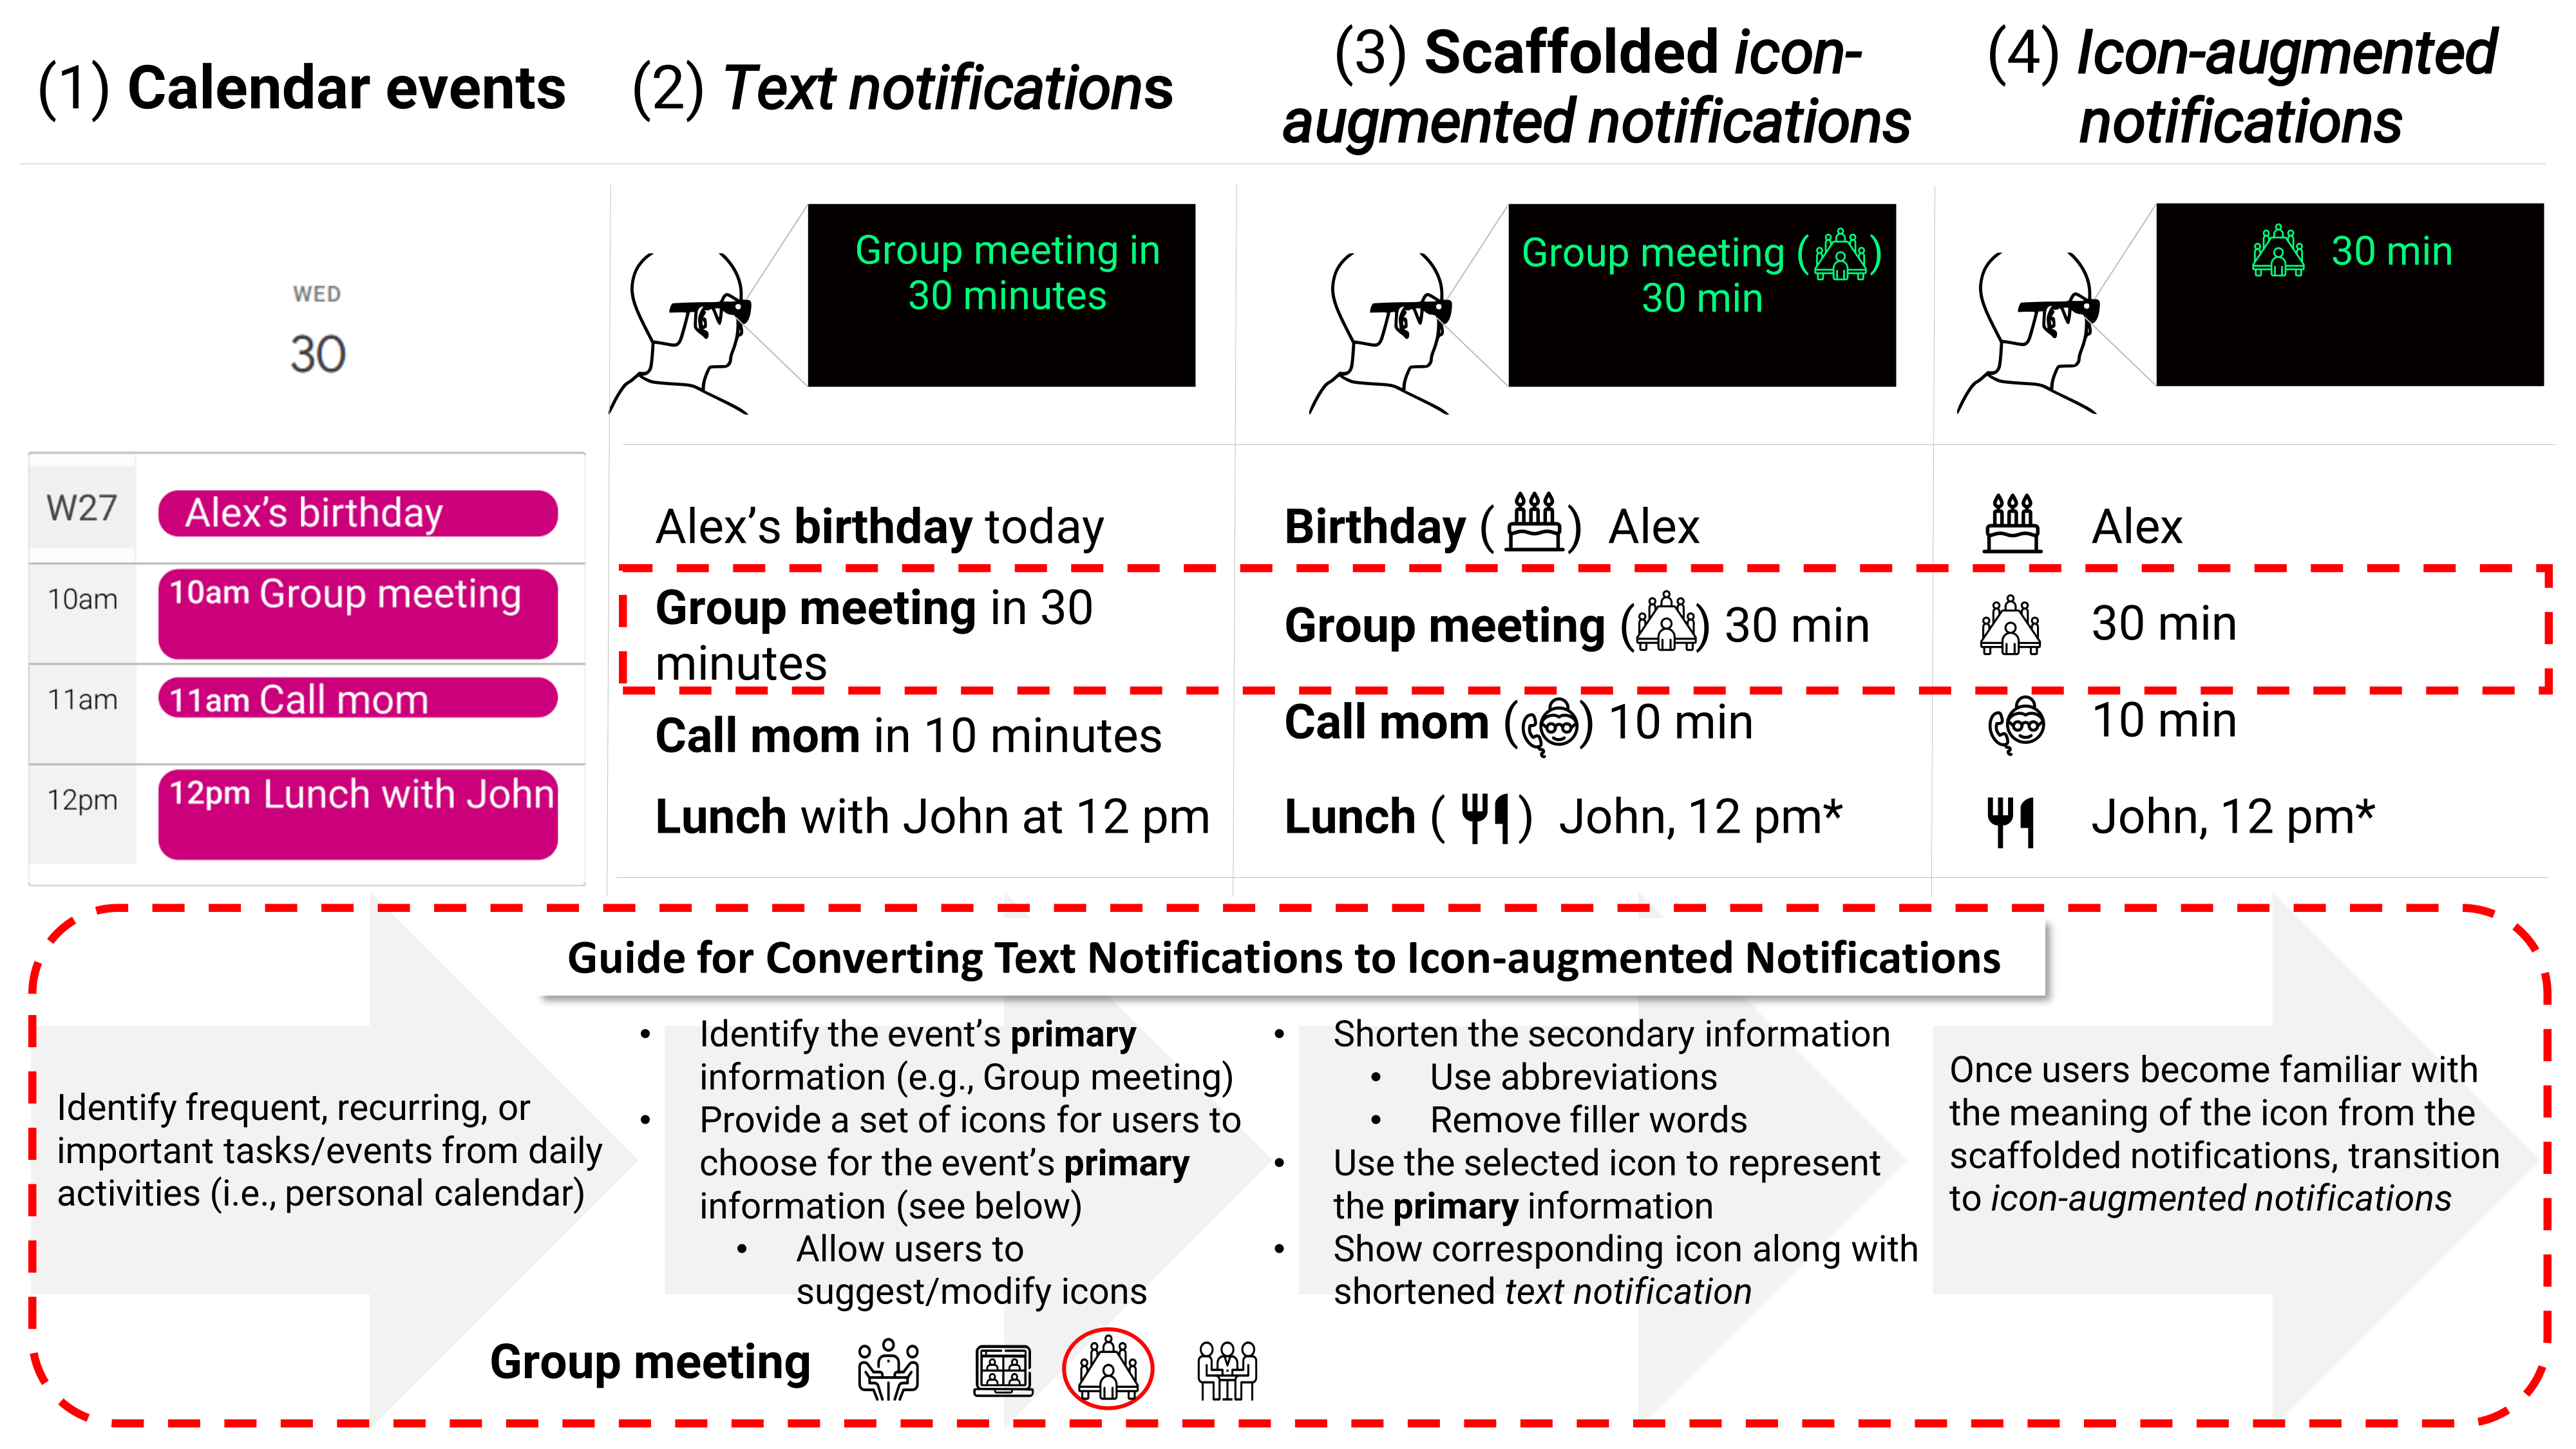 (1) Calendar events
(2) Text notifications
(3) Scaffolded icon-
augmented notifications
(4) Icon-augmented
notifications
WED
30
Group meeting in
30 minutes
Group meeting ( )
30 min
30 min
W27
Alex's birthday
10am
10am Group meeting
11am
11am Call mom
12pm
12pm Lunch with John
Alex's birthday today
Group meeting in 30
minutes
Call mom in 10 minutes
Lunch with John at 12 pm
Birthday ( ) Alex
Group meeting ( ) 30 min
Call mom ( ) 10 min
Lunch ( ) John, 12 pm*
Alex
30 min
10 min
John, 12 pm*
Guide for Converting Text Notifications to Icon-augmented Notifications
Identify frequent, recurring, or
important tasks/events from daily
activities (i.e., personal calendar)
• Identify the event's primary
information (e.g., Group meeting)
• Provide a set of icons for users to
choose for the event's primary
information (see below)
• Allow users to
suggest/modify icons
Group meeting
• Shorten the secondary information
• Use abbreviations
• Remove filler words
• Use the selected icon to represent
the primary information
• Show corresponding icon along with
shortened text notification
Once users become familiar with
the meaning of the icon from the
scaffolded notifications, transition
to icon-augmented notifications